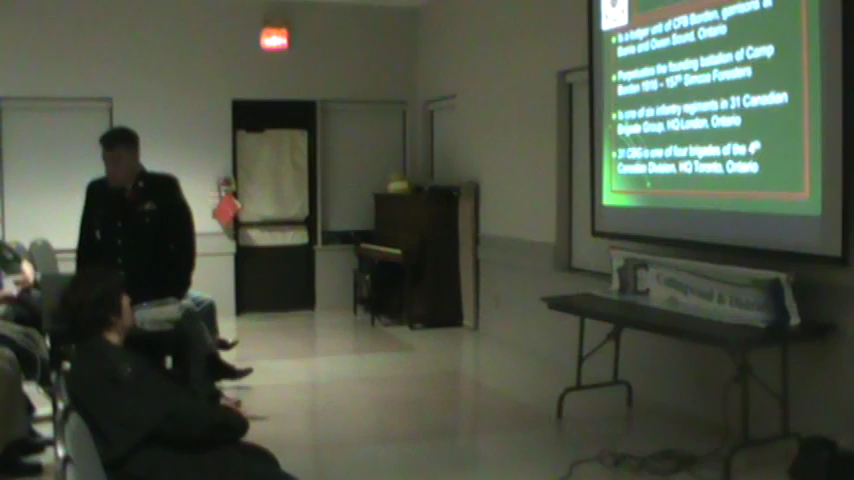 Is a lodger unit of CFB Borden, garrisons at
Barrie and Owen Sound, Ontario
Perpetuates the founding battalion of Camp
Borden 1916 – 157th Simcoe Foresters
Is one of six infantry regiments in 31 Canadian
Brigade Group, HQ London, Ontario
31 CBG is one of four brigades of the 4th
Canadian Division, HQ Toronto, Ontario